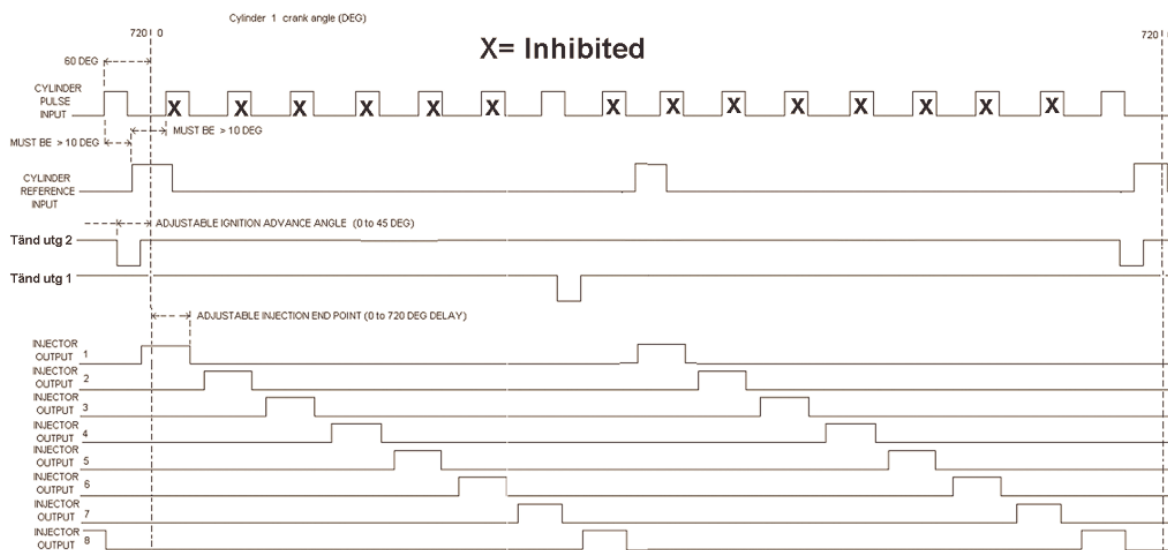 Cylinder 1 crank angle (DEG)
720 0
720
X= Inhibited
60 DEG
CYLINDER
PULSE
INPUT
X X X X X X X X X X X X X X
MUST BE > 10 DEG
MUST BE > 10 DEG
CYLINDER
REFERENCE
INPUT
ADJUSTABLE IGNITION ADVANCE ANGLE (0 to 45 DEG)
Tänd utg 2
Tänd utg 1
ADJUSTABLE INJECTION END POINT (0 to 720 DEG DELAY)
INJECTOR
OUTPUT 1
INJECTOR
OUTPUT 2
INJECTOR
OUTPUT 3
INJECTOR
OUTPUT 4
INJECTOR
OUTPUT 5
INJECTOR
OUTPUT 6
INJECTOR
OUTPUT 7
INJECTOR
OUTPUT 8